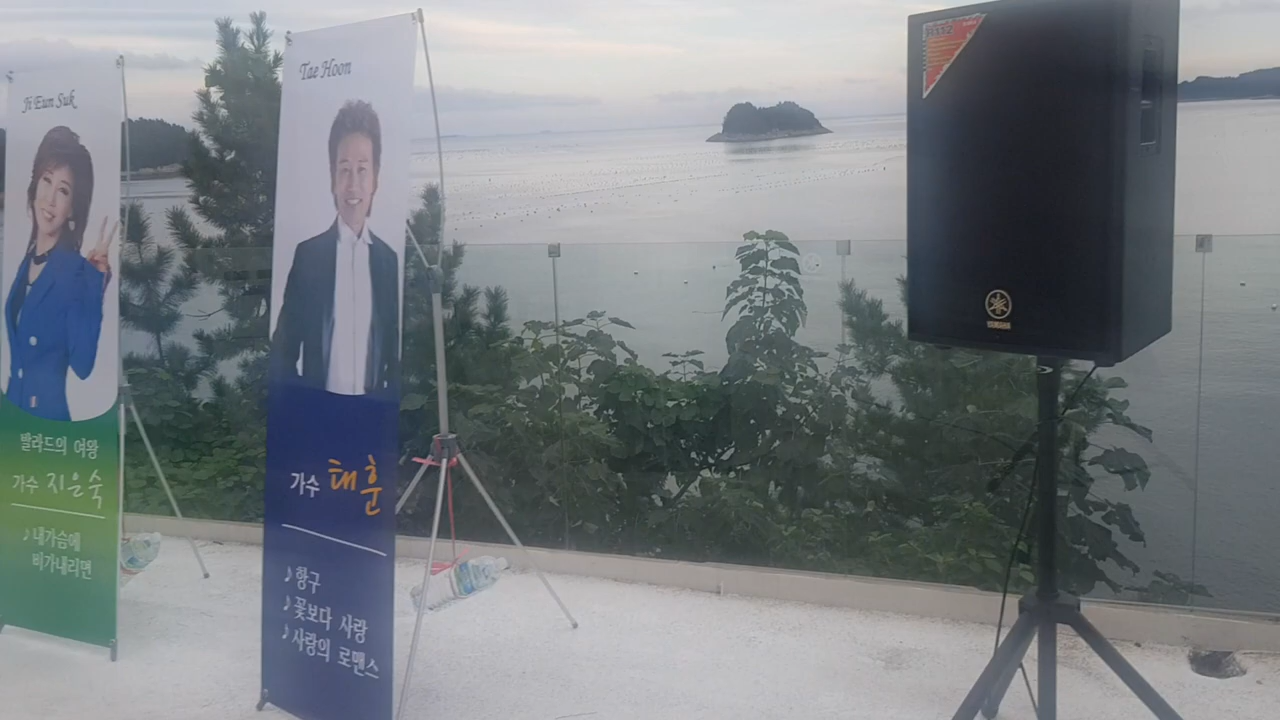 Ji Eun Suk
발라드의 여왕
가수 지은숙
♪내가슴에
비가내리면
Tae Hoon
가수 태훈
♪항구
♪꽃보다 사랑
♪사랑의 로맨스
YAMAHA